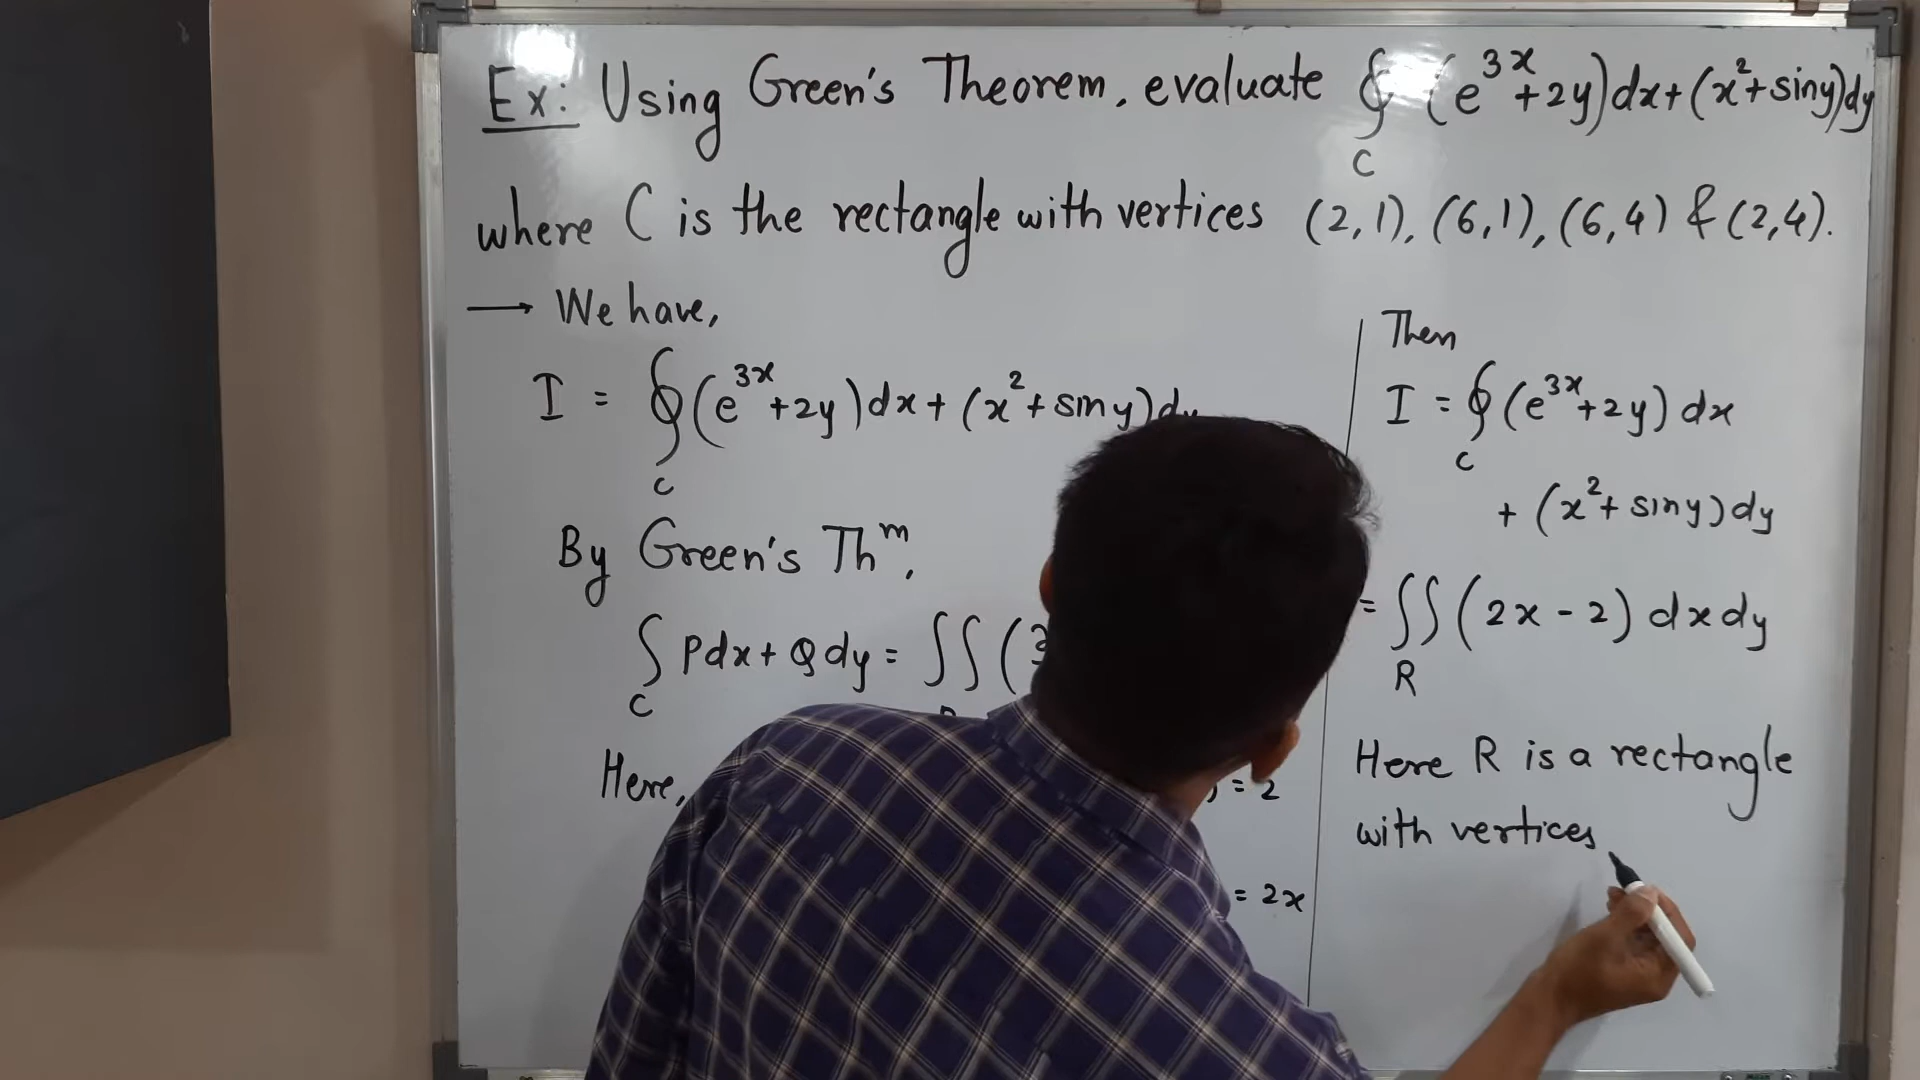 Ex: Using Green's Theorem, evaluate ∮_C (e^{3x}+2y)dx+(x²+siny)dy
where C is the rectangle with vertices (2,1), (6,1), (6,4) & (2,4).
→ We have,
I = ∮_C (e^{3x}+2y)dx+(x²+siny)dy
By Green's Th^m,
∫_C Pdx+Qdy = ∬ (
Here, = 2
= 2x
Then
I = ∮_C (e^{3x}+2y) dx
+ (x²+siny)dy
= ∬_R (2x-2) dxdy
Here R is a rectangle
with vertices